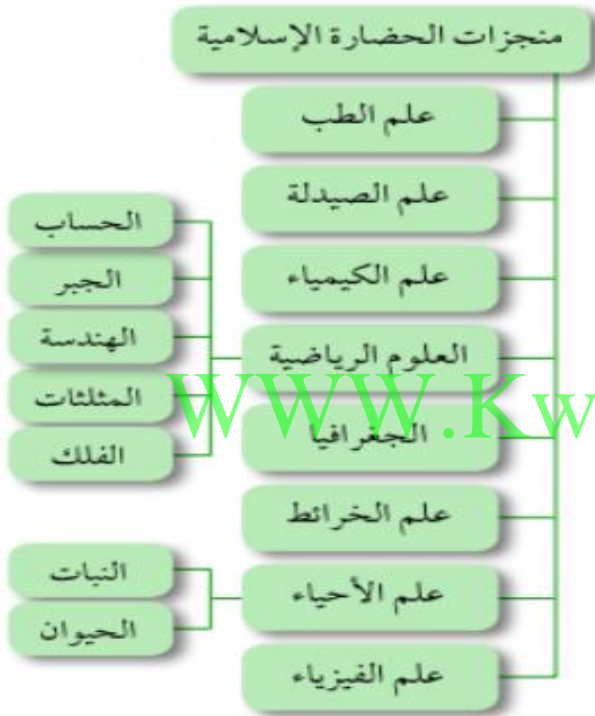 منجزات الحضارة الإسلامية
علم الطب
علم الصيدلة
علم الكيمياء
العلوم الرياضية
الحساب
الجبر
الهندسة
المثلثات
الفلك
الجغرافيا
علم الخرائط
علم الأحياء
النبات
الحيوان
علم الفيزياء
WWW.Kw